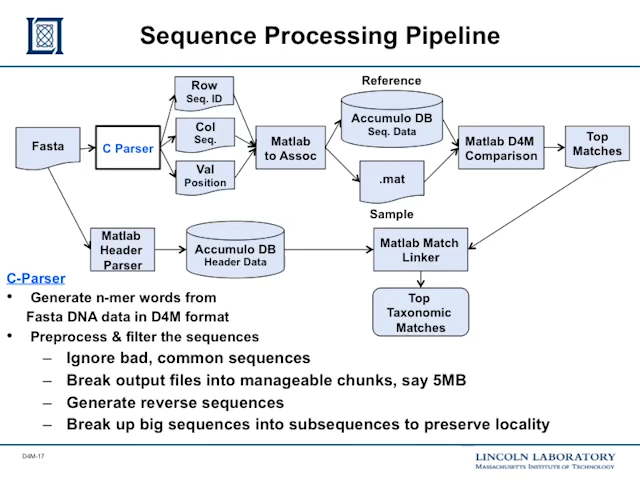 Sequence Processing Pipeline
Reference
Row
Seq. ID
Col
Seq.
Val
Position
Fasta
C Parser
Matlab
to Assoc
Accumulo DB
Seq. Data
.mat
Sample
Matlab D4M
Comparison
Top
Matches
Matlab
Header
Parser
Accumulo DB
Header Data
Matlab Match
Linker
Top
Taxonomic
Matches
C-Parser
• Generate n-mer words from
Fasta DNA data in D4M format
• Preprocess & filter the sequences
– Ignore bad, common sequences
– Break output files into manageable chunks, say 5MB
– Generate reverse sequences
– Break up big sequences into subsequences to preserve locality
D4M-17
LINCOLN LABORATORY
MASSACHUSETTS INSTITUTE OF TECHNOLOGY